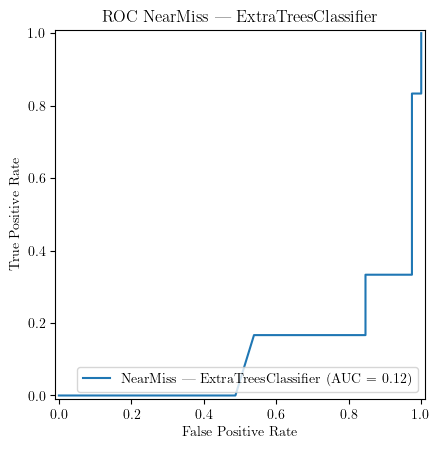 ROC NearMiss — ExtraTreesClassifier
True Positive Rate
1.0
0.8
0.6
0.4
0.2
0.0
NearMiss — ExtraTreesClassifier (AUC = 0.12)
0.0 0.2 0.4 0.6 0.8 1.0
False Positive Rate